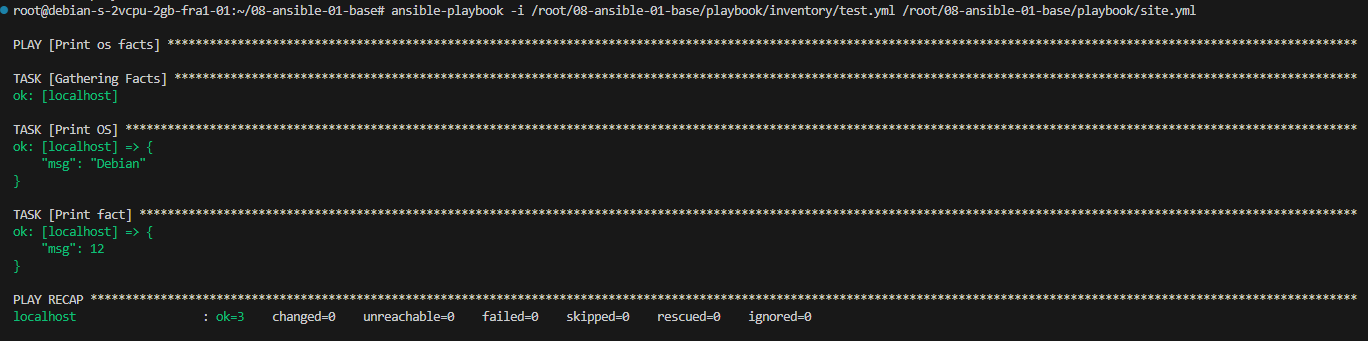 root@debian-s-2vcpu-2gb-fra1-01:~/08-ansible-01-base# ansible-playbook -i /root/08-ansible-01-base/playbook/inventory/test.yml /root/08-ansible-01-base/playbook/site.yml
PLAY [Print os facts] **************************************************************************************************************************************************************************
TASK [Gathering Facts] *************************************************************************************************************************************************************************
ok: [localhost]
TASK [Print OS] ********************************************************************************************************************************************************************************
ok: [localhost] => {
    "msg": "Debian"
}
TASK [Print fact] ******************************************************************************************************************************************************************************
ok: [localhost] => {
    "msg": 12
}
PLAY RECAP *************************************************************************************************************************************************************************************
localhost                  : ok=3    changed=0    unreachable=0    failed=0    skipped=0    rescued=0    ignored=0